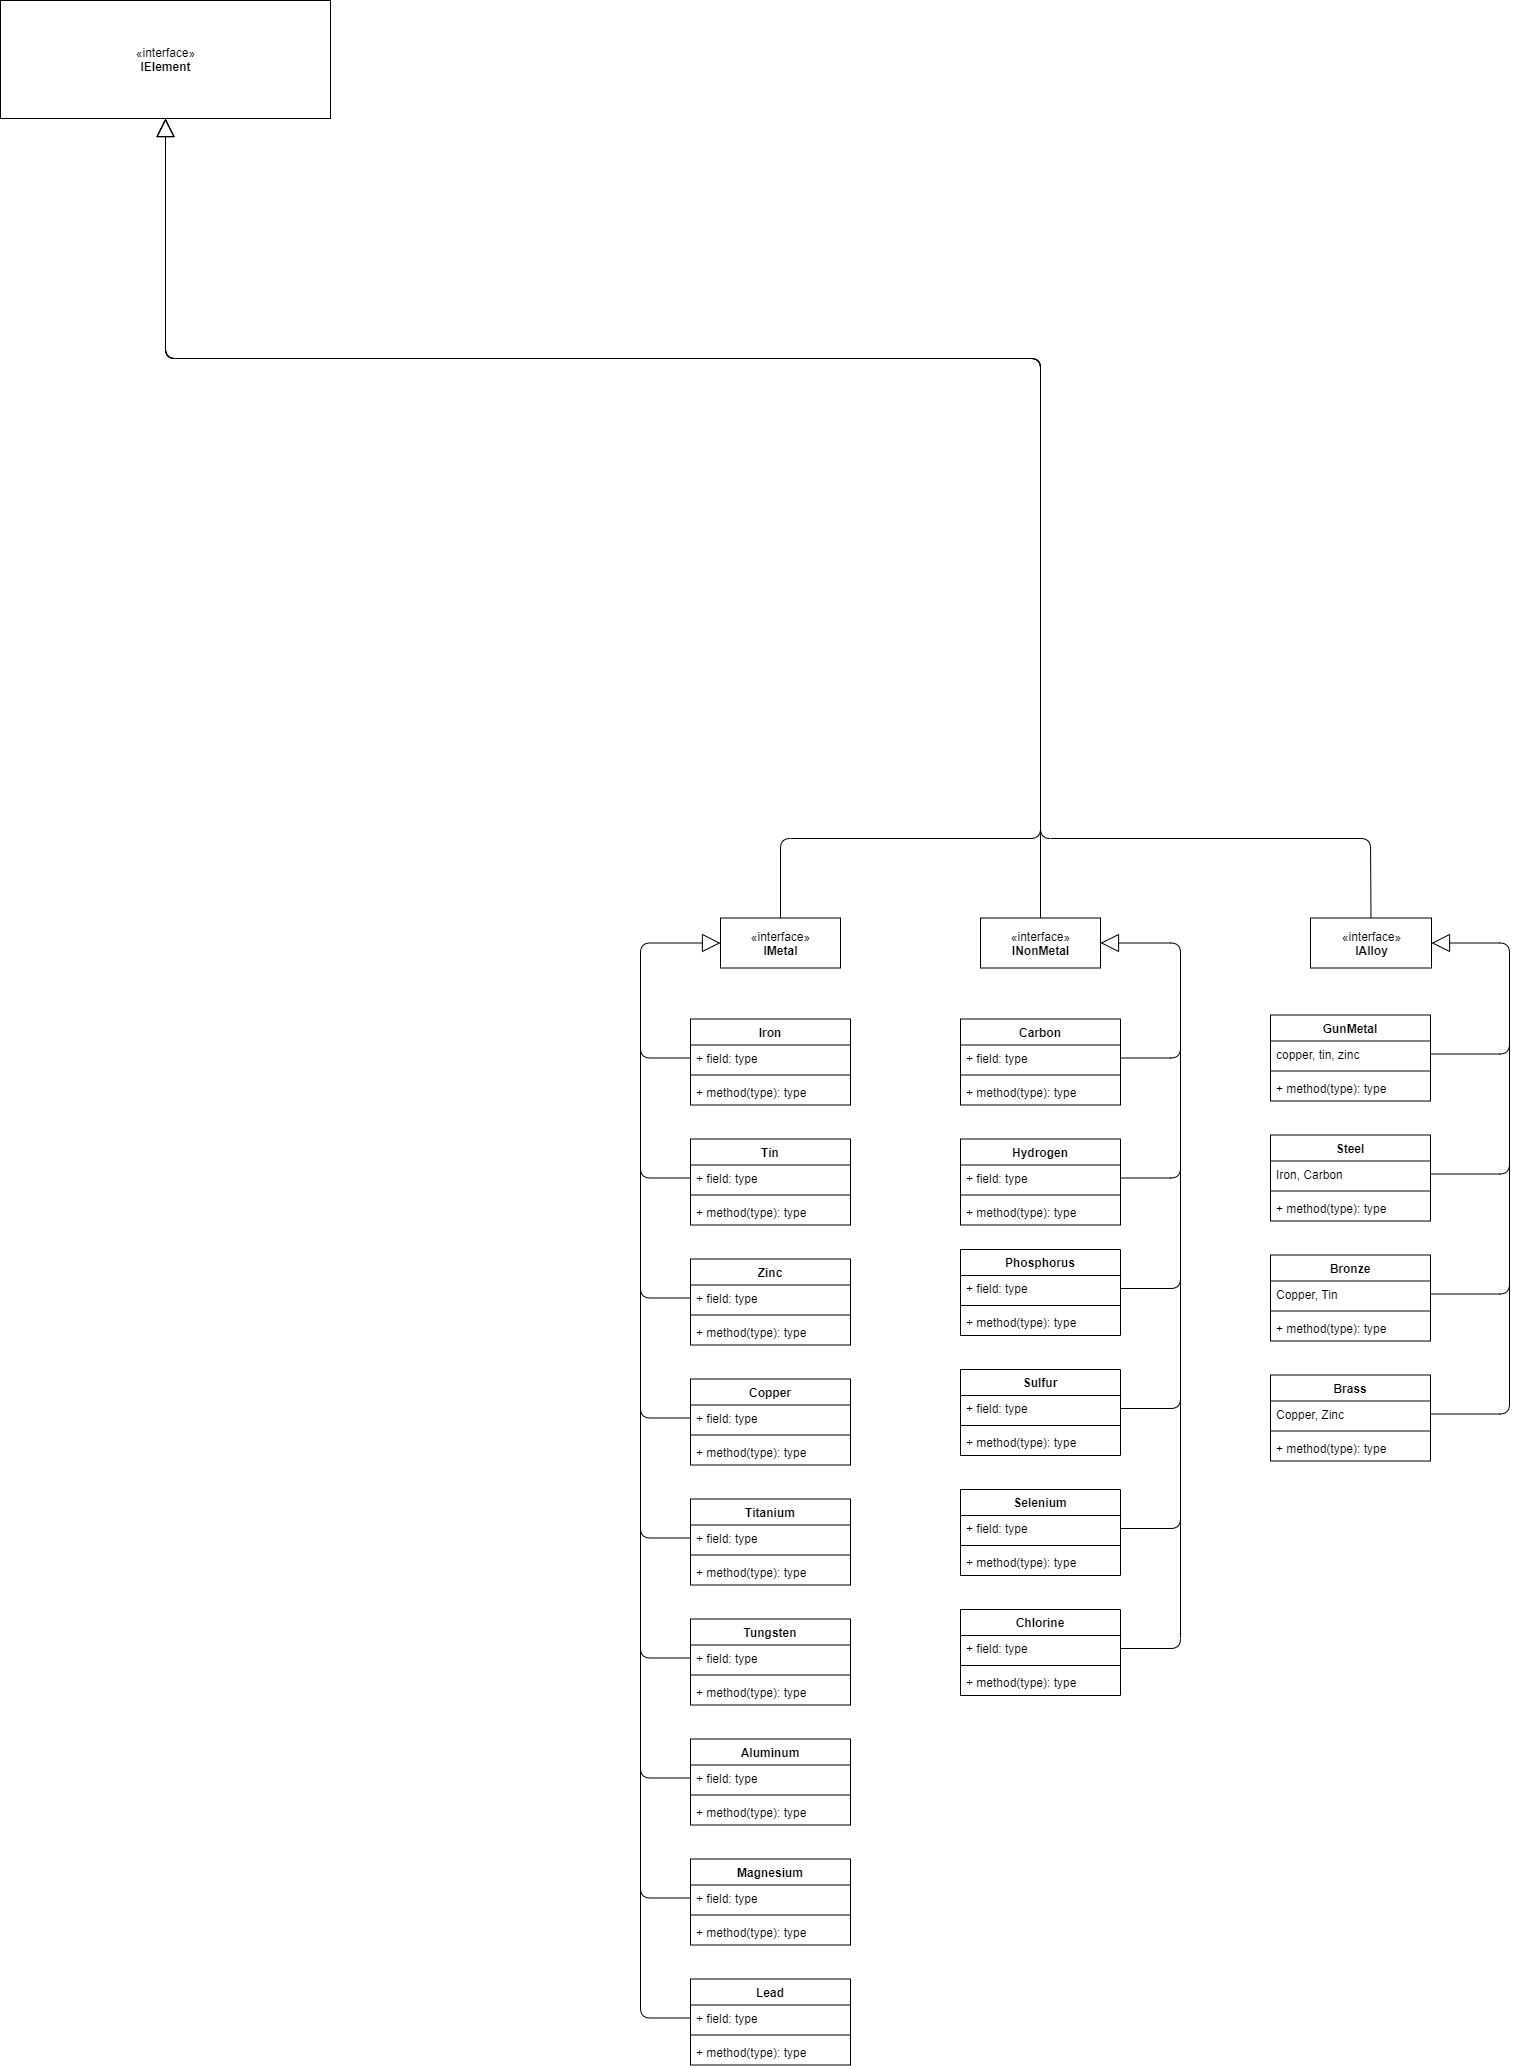 «interface»
IElement
«interface»
IMetal
«interface»
INonMetal
«interface»
IAlloy
Iron
+ field: type
+ method(type): type
Tin
+ field: type
+ method(type): type
Zinc
+ field: type
+ method(type): type
Copper
+ field: type
+ method(type): type
Titanium
+ field: type
+ method(type): type
Tungsten
+ field: type
+ method(type): type
Aluminum
+ field: type
+ method(type): type
Magnesium
+ field: type
+ method(type): type
Lead
+ field: type
+ method(type): type
Carbon
+ field: type
+ method(type): type
Hydrogen
+ field: type
+ method(type): type
Phosphorus
+ field: type
+ method(type): type
Sulfur
+ field: type
+ method(type): type
Selenium
+ field: type
+ method(type): type
Chlorine
+ field: type
+ method(type): type
GunMetal
copper, tin, zinc
+ method(type): type
Steel
Iron, Carbon
+ method(type): type
Bronze
Copper, Tin
+ method(type): type
Brass
Copper, Zinc
+ method(type): type